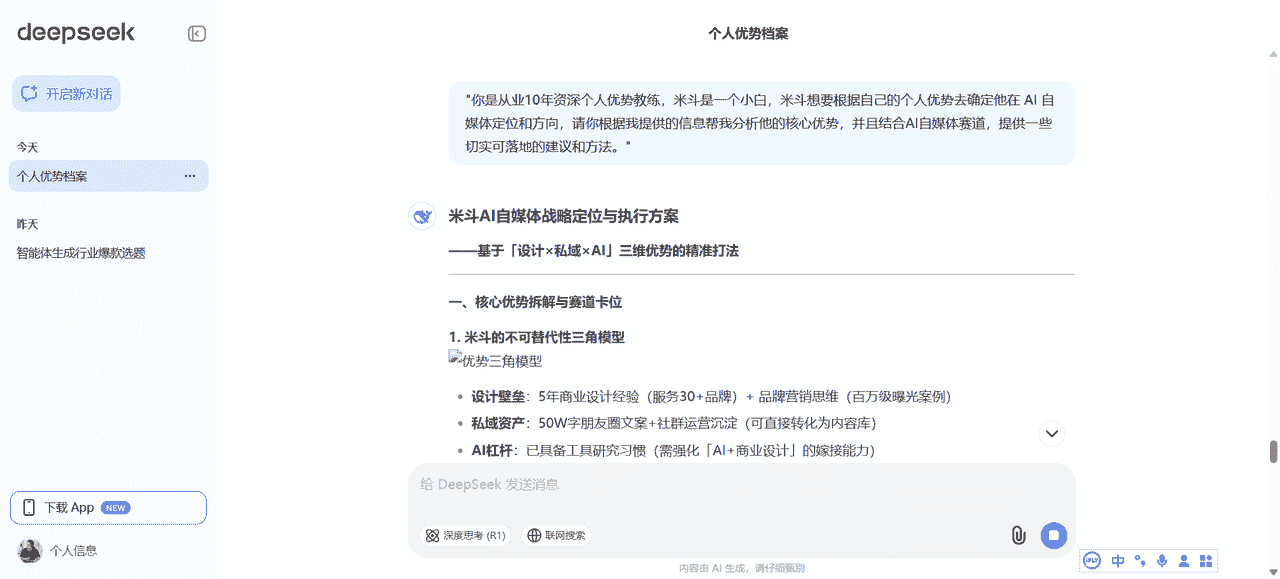 deepseek
开启新对话
今天
个人优势档案
昨天
智能体生成行业爆款选题
下载 App NEW
个人信息
个人优势档案
"你是从业10年资深个人优势教练，米斗是一个小白，米斗想要根据自己的个人优势去确定他在 AI 自
媒体定位和方向，请你根据我提供的信息帮我分析他的核心优势，并且结合AI自媒体赛道，提供一些
切实可落地的建议和方法。"
米斗AI自媒体战略定位与执行方案
——基于「设计×私域×AI」三维优势的精准打法
一、核心优势拆解与赛道卡位
1. 米斗的不可替代性三角模型
优势三角模型
设计壁垒：5年商业设计经验（服务30+品牌）+ 品牌营销思维（百万级曝光案例）
私域资产：50W字朋友圈文案+社群运营沉淀（可直接转化为内容库）
AI杠杆：已具备工具研究习惯（需强化「AI+商业设计」的嫁接能力）
给 DeepSeek 发送消息
深度思考 (R1) 联网搜索
内容由 AI 生成，请仔细甄别
iFLY 中